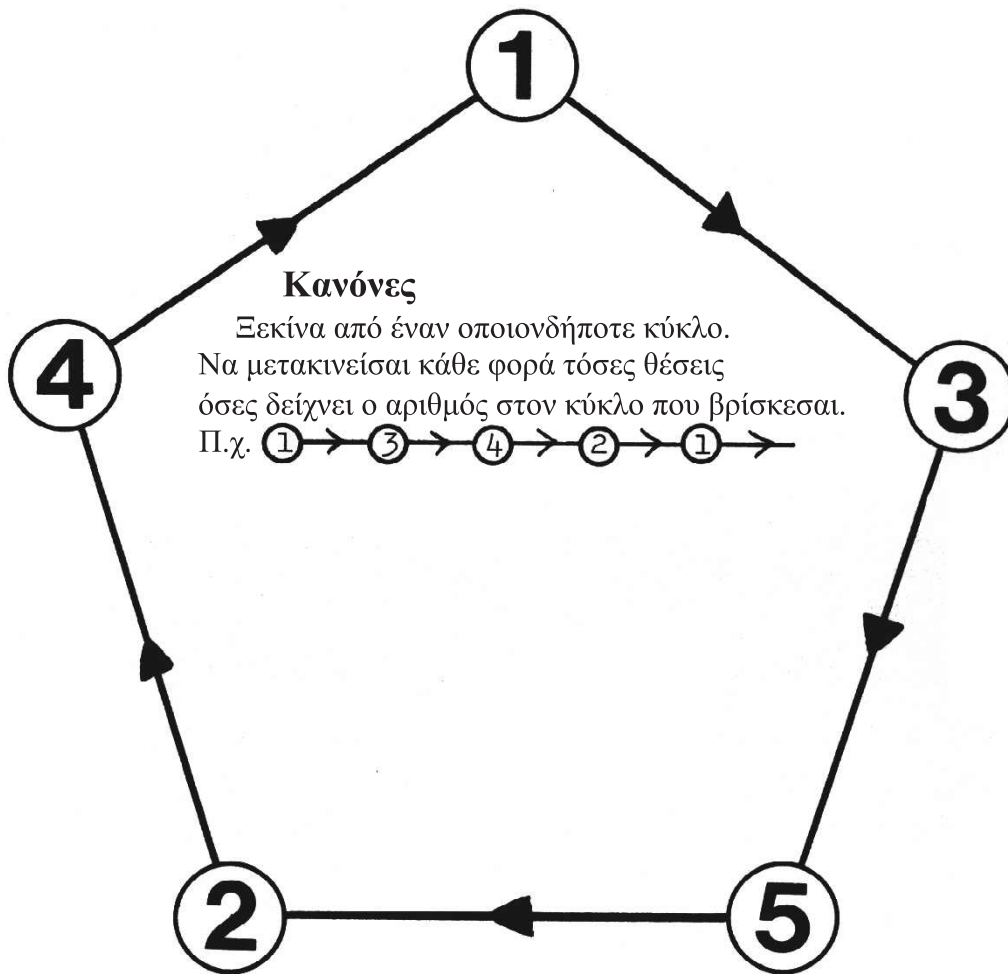 1
Κανόνες
Ξεκίνα από έναν οποιονδήποτε κύκλο.
4
Να μετακινείσαι κάθε φορά τόσες θέσεις
3
όσες δείχνει ο αριθμός στον κύκλο που βρίσκεσαι.
Π.χ. 1 3 4 2 1
2 5